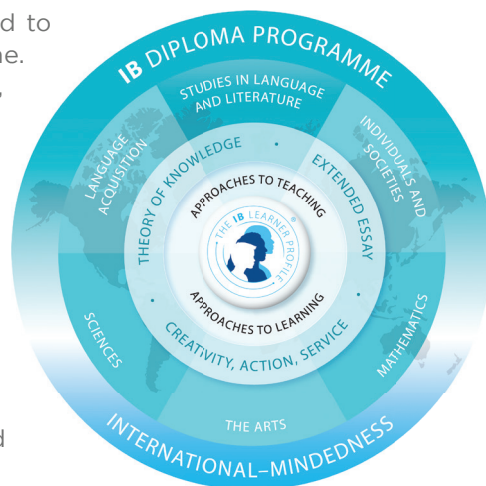 d to
ne.
,
d
IB DIPLOMA PROGRAMME
STUDIES IN LANGUAGE
AND LITERATURE
LANGUAGE
ACQUISITION
INDIVIDUALS AND
SOCIETIES
THEORY OF KNOWLEDGE
EXTENDED ESSAY
APPROACHES TO TEACHING
THE IB LEARNER PROFILE
®
APPROACHES TO LEARNING
CREATIVITY, ACTION, SERVICE
SCIENCES
MATHEMATICS
THE ARTS
INTERNATIONAL–MINDEDNESS